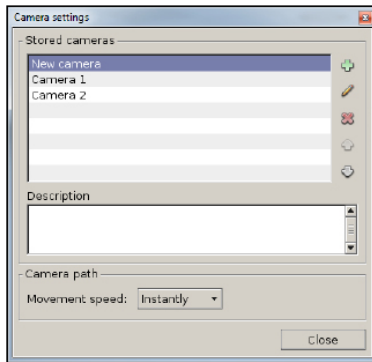 Camera settings
Stored cameras
New camera
Camera 1
Camera 2
Description
Camera path
Movement speed: Instantly
Close